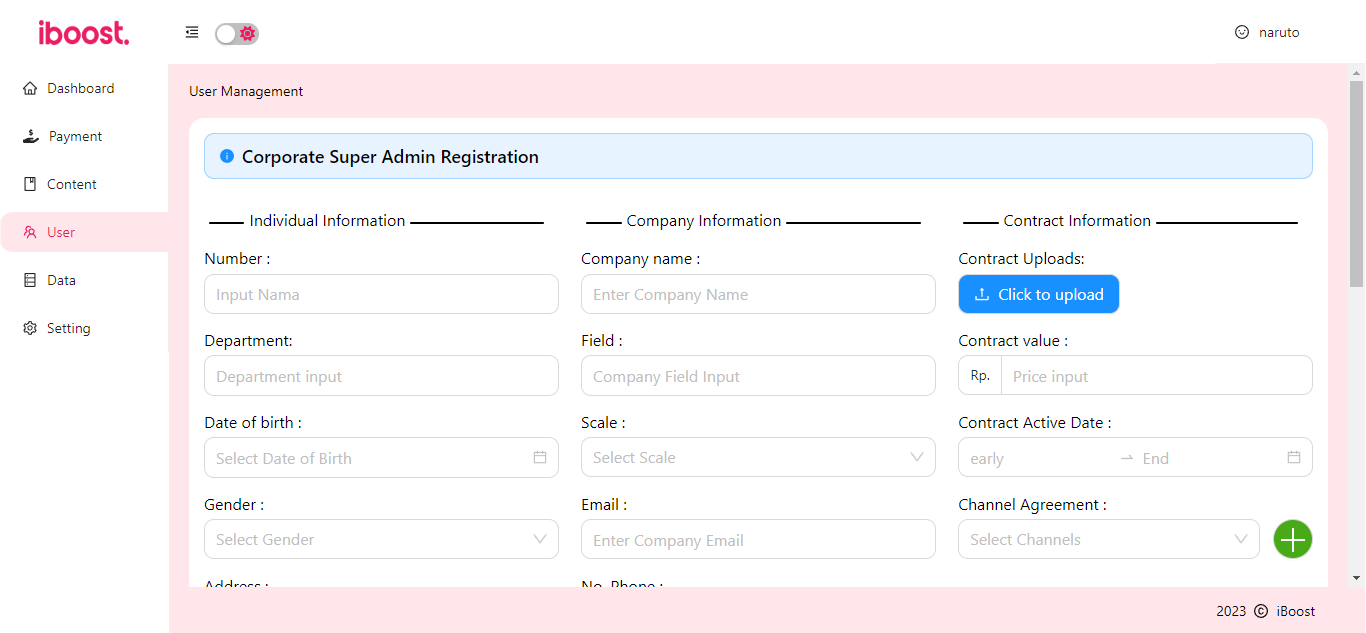 iboost.
naruto
Dashboard
Payment
Content
User
Data
Setting
User Management
Corporate Super Admin Registration
Individual Information
Number :
Input Nama
Department:
Department input
Date of birth :
Select Date of Birth
Gender :
Select Gender
Address :
Company Information
Company name :
Enter Company Name
Field :
Company Field Input
Scale :
Select Scale
Email :
Enter Company Email
No. Phone :
Contract Information
Contract Uploads:
Click to upload
Contract value :
Rp. Price input
Contract Active Date :
early → End
Channel Agreement :
Select Channels
2023 © iBoost